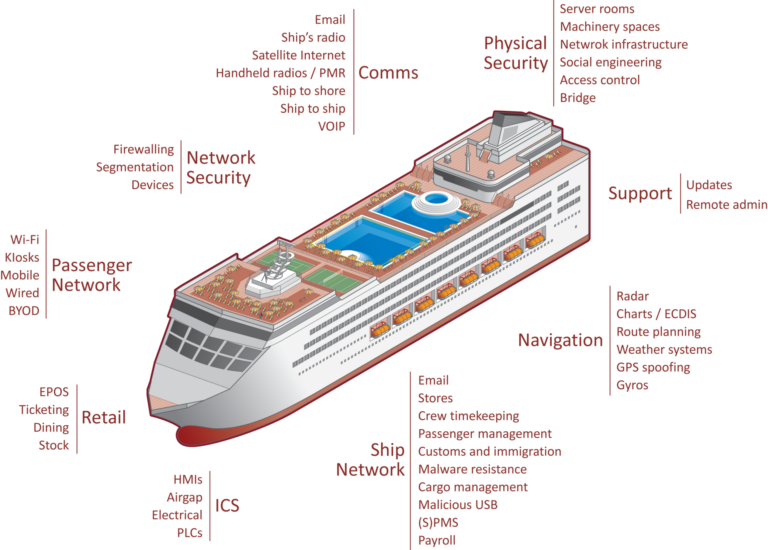 Email
Ship's radio
Satellite Internet
Handheld radios / PMR
Ship to shore
Ship to ship
VOIP
Comms
Physical
Security
Server rooms
Machinery spaces
Netwrok infrastructure
Social engineering
Access control
Bridge
Firewalling
Segmentation
Devices
Network
Security
Support
Updates
Remote admin
Wi-Fi
KIosks
Mobile
Wired
BYOD
Passenger
Network
Navigation
Radar
Charts / ECDIS
Route planning
Weather systems
GPS spoofing
Gyros
EPOS
Ticketing
Dining
Stock
Retail
Ship
Network
Email
Stores
Crew timekeeping
Passenger management
Customs and immigration
Malware resistance
Cargo management
Malicious USB
(S)PMS
Payroll
HMIs
Airgap
Electrical
PLCs
ICS